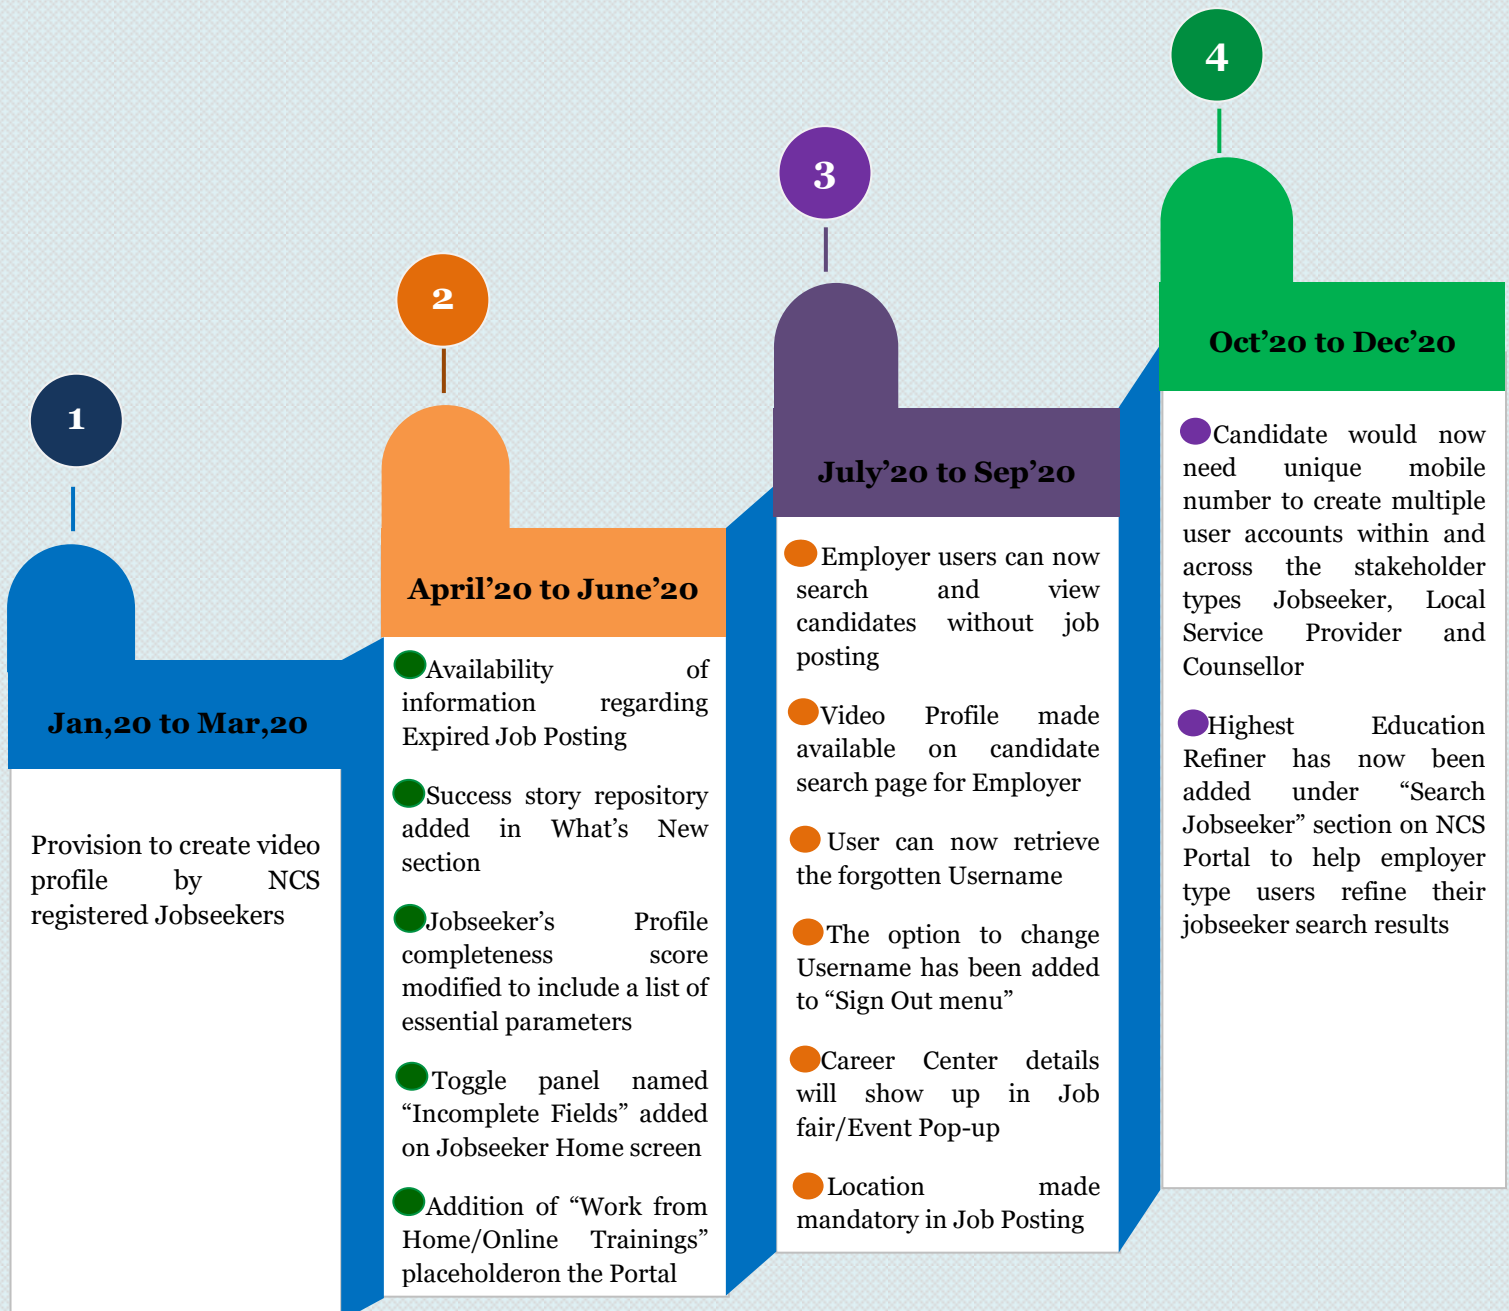 1
Jan,20 to Mar,20
Provision to create video
profile by NCS
registered Jobseekers
2
April’20 to June’20
Availability of
information regarding
Expired Job Posting
Success story repository
added in What’s New
section
Jobseeker’s Profile
completeness score
modified to include a list of
essential parameters
Toggle panel named
“Incomplete Fields” added
on Jobseeker Home screen
Addition of “Work from
Home/Online Trainings”
placeholderon the Portal
3
July’20 to Sep’20
Employer users can now
search and view
candidates without job
posting
Video Profile made
available on candidate
search page for Employer
User can now retrieve
the forgotten Username
The option to change
Username has been added
to “Sign Out menu”
Career Center details
will show up in Job
fair/Event Pop-up
Location made
mandatory in Job Posting
4
Oct’20 to Dec’20
Candidate would now
need unique mobile
number to create multiple
user accounts within and
across the stakeholder
types Jobseeker, Local
Service Provider and
Counsellor
Highest Education
Refiner has now been
added under “Search
Jobseeker” section on NCS
Portal to help employer
type users refine their
jobseeker search results